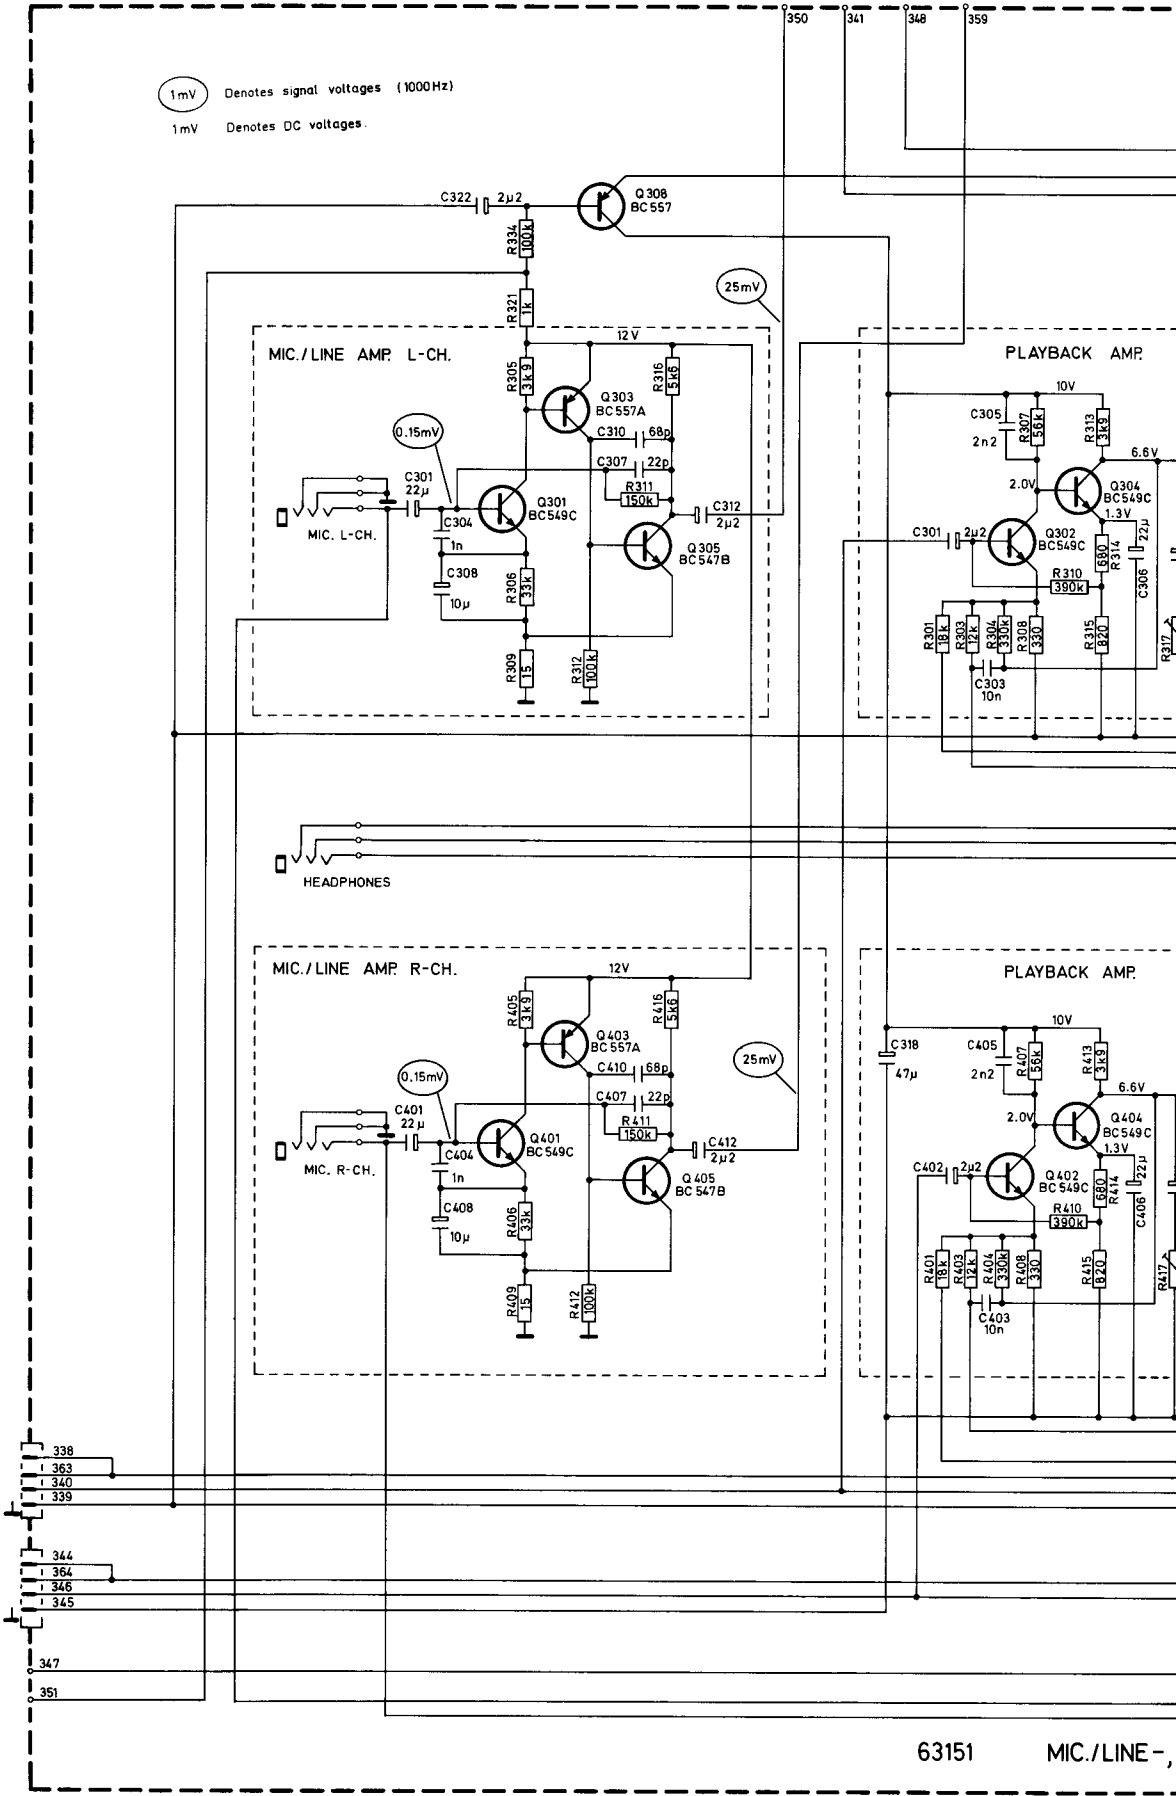 350
341
348
359
1mV Denotes signal voltages (1000Hz)
1mV Denotes DC voltages.
C322 2µ2
Q308
BC557
R334
100k
R321
1k
25mV
MIC./LINE AMP. L-CH.
12V
R305
3k9
R316
5k6
Q303
BC557A
C310 68p
C307 22p
R311
150k
0.15mV
C301
22µ
Q301
BC549C
C304
1n
C312
2µ2
MIC. L-CH.
Q305
BC547B
C308
10µ
R306
33k
R309
15
R312
100k
PLAYBACK AMP.
10V
C305
2n2
R307
56k
R313
3k9
6.6V
2.0V
Q304
BC549C
1.3V
C301 2µ2
Q302
BC549C
680
R314
22µ
C306
R310
390k
R301
18k
R303
12k
R304
330k
R308
330
R315
820
R317
C303
10n
HEADPHONES
MIC./LINE AMP. R-CH.
12V
R405
3k9
R416
5k6
Q403
BC557A
C410 68p
C407 22p
R411
150k
25mV
0.15mV
C401
22µ
Q401
BC549C
C404
1n
C412
2µ2
MIC. R-CH.
Q405
BC547B
C408
10µ
R406
33k
R409
15
R412
100k
PLAYBACK AMP.
10V
C318
47µ
C405
2n2
R407
56k
R413
3k9
6.6V
2.0V
Q404
BC549C
1.3V
C402 2µ2
Q402
BC549C
680
R414
22µ
C406
R410
390k
R401
18k
R403
12k
R404
330k
R408
330
R415
820
R417
C403
10n
338
363
340
339
344
364
346
345
347
351
63151 MIC./LINE-,